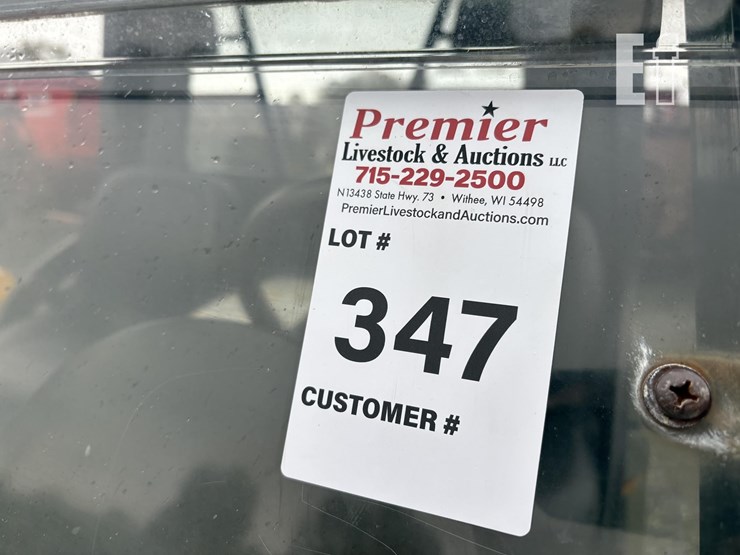 Premier
Livestock & Auctions LLC
715-229-2500
N13438 State Hwy. 73 • Withee, WI 54498
PremierLivestockandAuctions.com
LOT #
347
CUSTOMER #